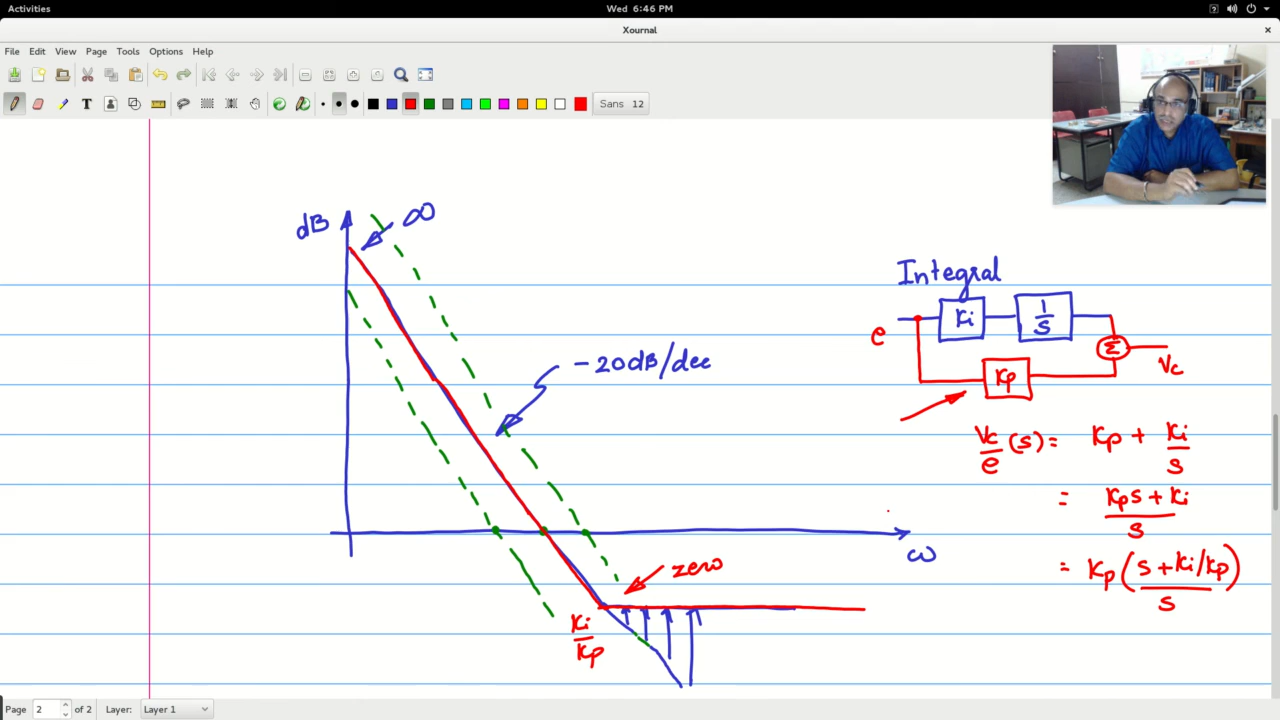 Activities
Wed 6:46 PM
Xournal
File Edit View Page Tools Options Help
Sans 12
dB
∞
-20dB/dec
ω
zero
Ki/Kp
Integral
Ki
1/s
e
Σ
Kp
Vc
Vc/e (s) = Kp + Ki/s
= Kps + Ki/s
= Kp(s + Ki/Kp/s)
Page 2 of 2 Layer: Layer 1